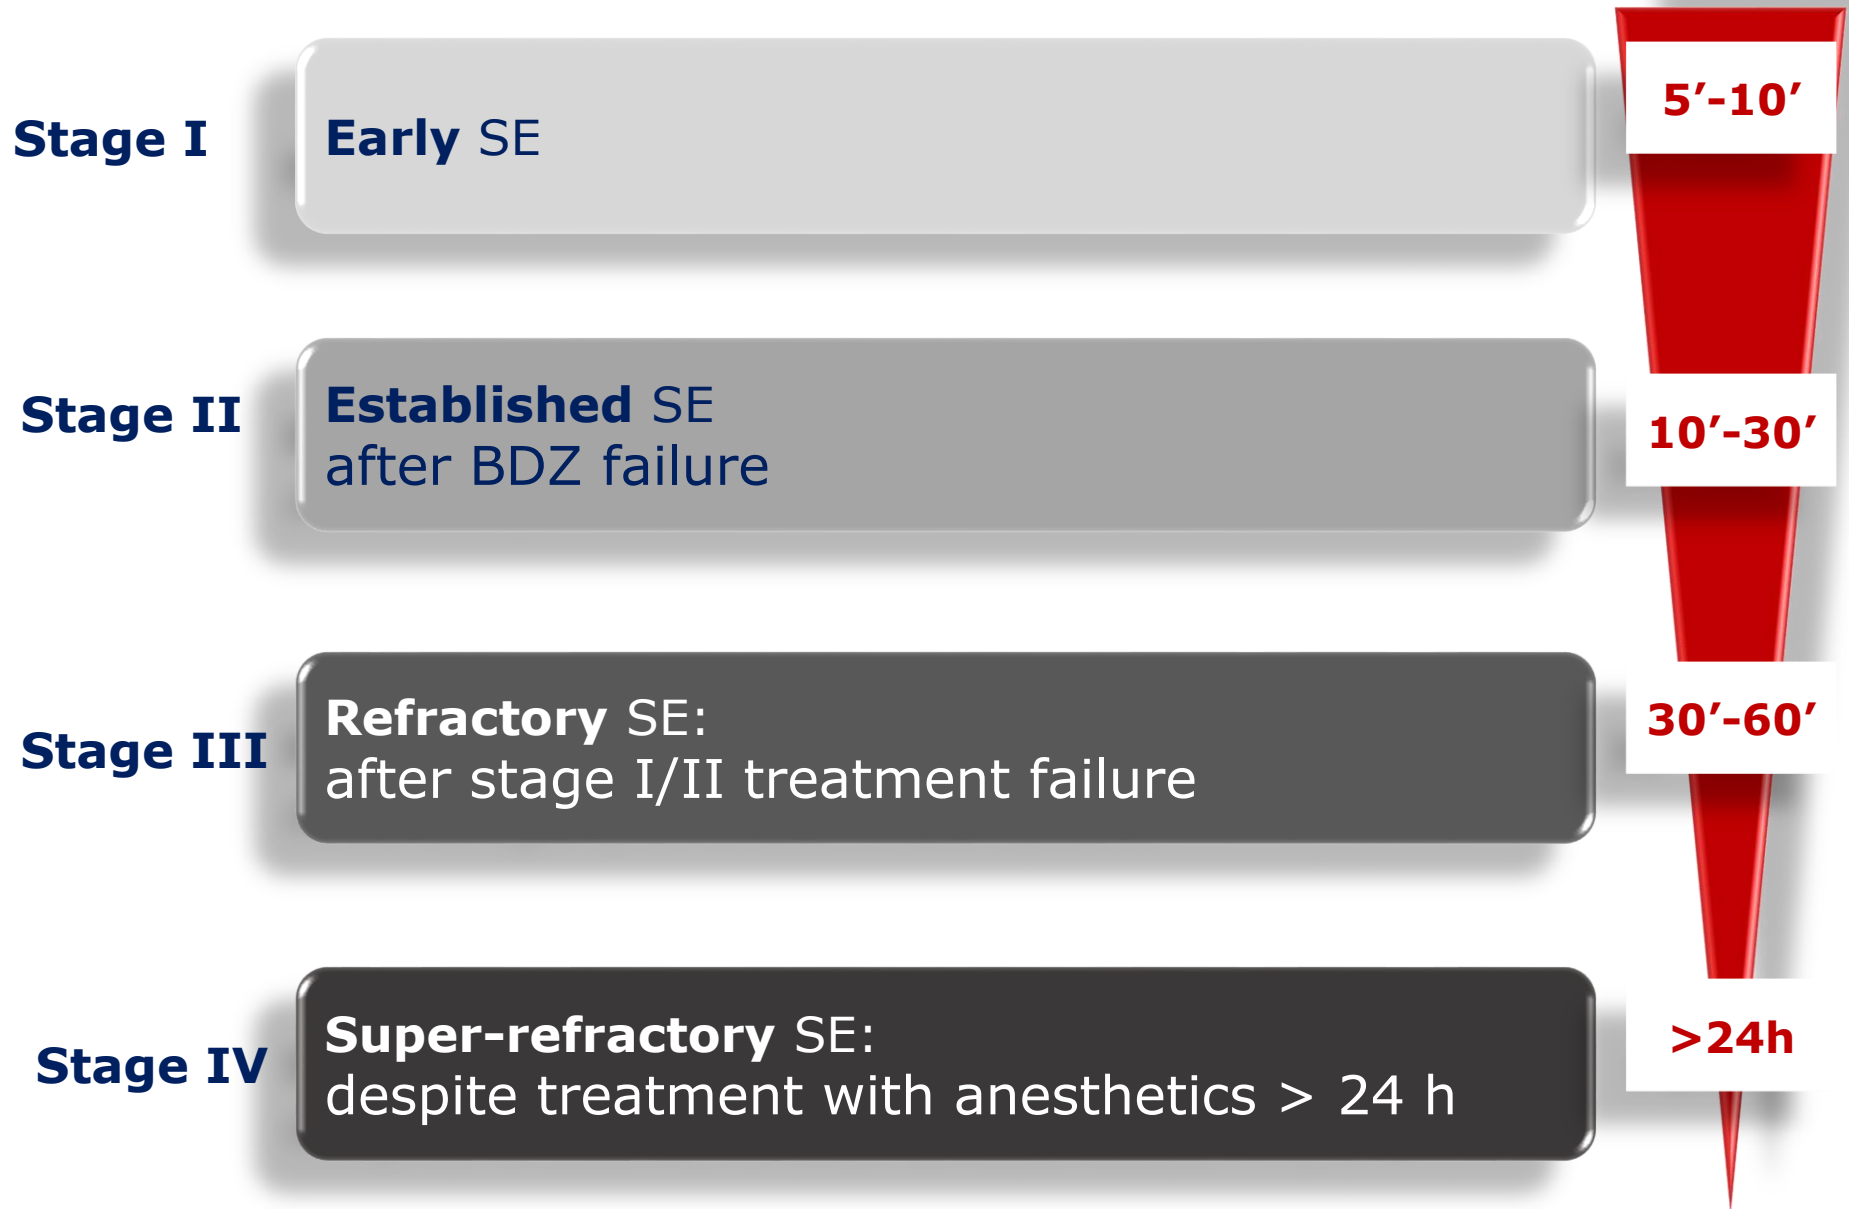 Stage I
Early SE
5’-10’
Stage II
Established SE
after BDZ failure
10’-30’
Stage III
Refractory SE:
after stage I/II treatment failure
30’-60’
Stage IV
Super-refractory SE:
despite treatment with anesthetics > 24 h
>24h